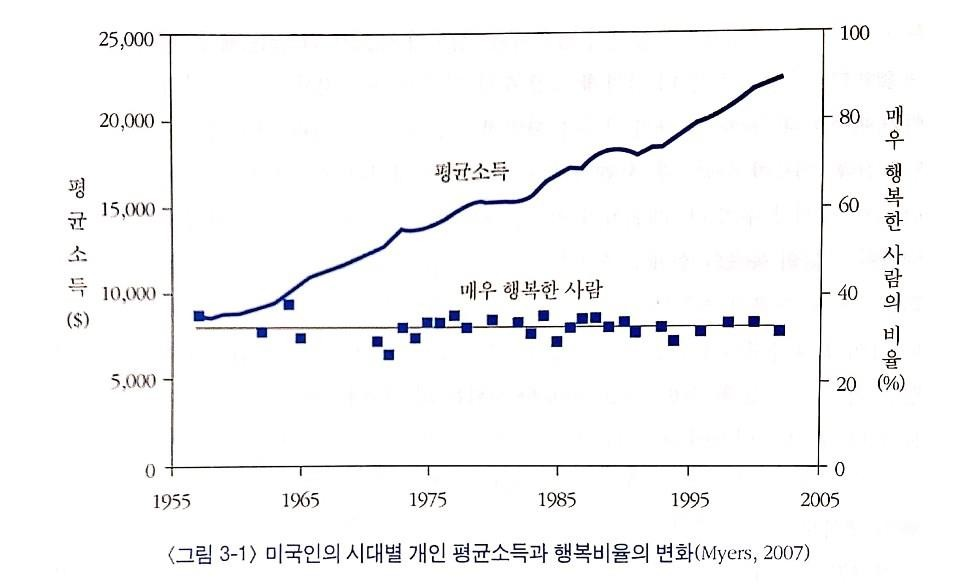 25,000
20,000
15,000
10,000
5,000
0
평균소득
($)
100
80
60
40
20
0
매우 행복한 사람의 비율
(%)
평균소득
매우 행복한 사람
1955 1965 1975 1985 1995 2005
〈그림 3-1〉 미국인의 시대별 개인 평균소득과 행복비율의 변화(Myers, 2007)